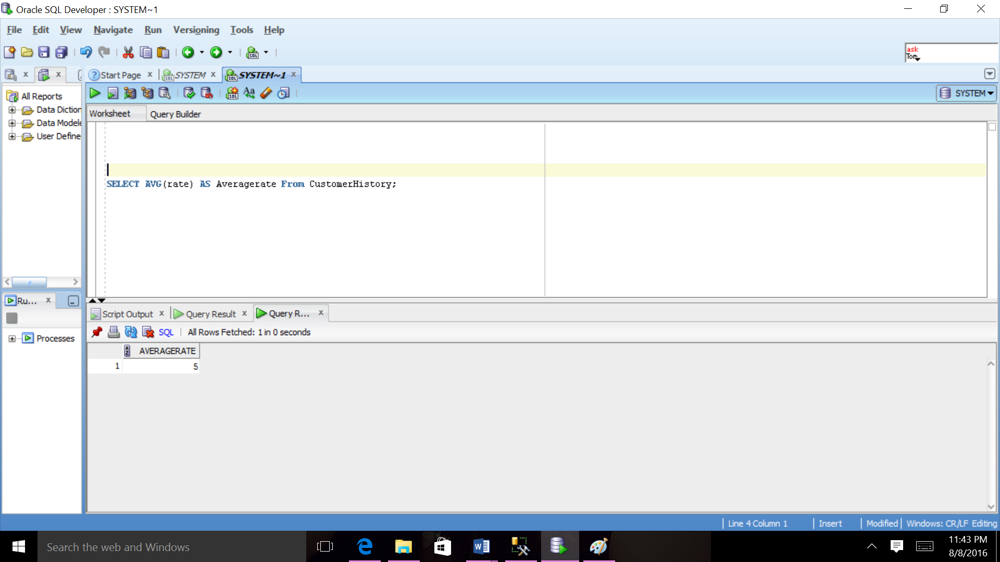 Oracle SQL Developer : SYSTEM~1
File Edit View Navigate Run Versioning Tools Help
ask
Tom
Start Page SYSTEM SYSTEM~1
SYSTEM
All Reports
Data Diction
Data Modele
User Define
Worksheet Query Builder
SELECT AVG(rate) AS Averagerate From CustomerHistory;
Ru...
Processes
Script Output Query Result Query R...
SQL All Rows Fetched: 1 in 0 seconds
AVERAGERATE
1 5
Line 4 Column 1 Insert Modified Windows: CR/LF Editing
Search the web and Windows
11:43 PM
8/8/2016